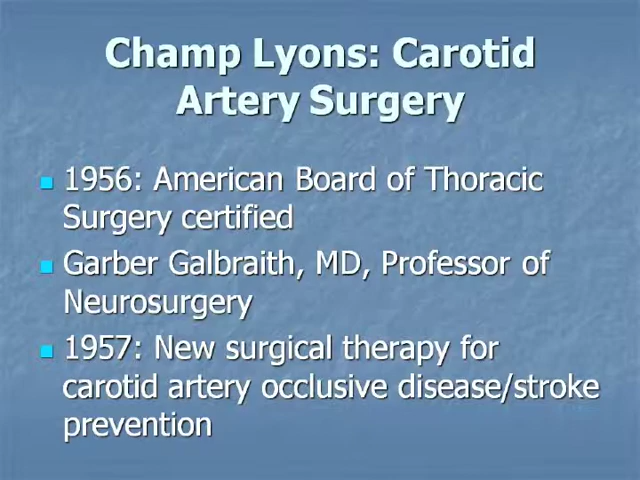 Champ Lyons: Carotid
Artery Surgery
1956: American Board of Thoracic
Surgery certified
Garber Galbraith, MD, Professor of
Neurosurgery
1957: New surgical therapy for
carotid artery occlusive disease/stroke
prevention